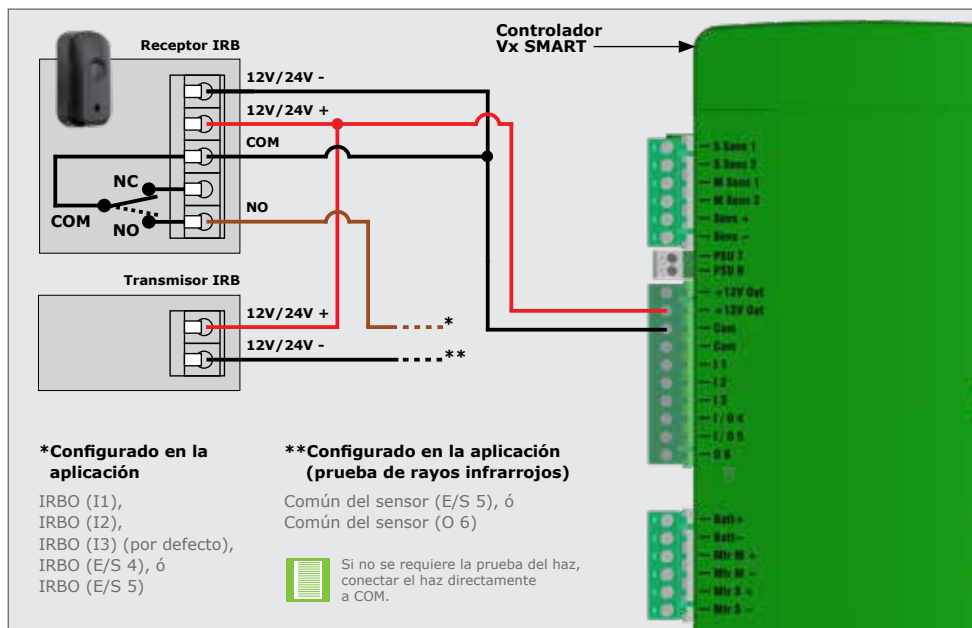 Controlador
Vx SMART
Receptor IRB
12V/24V -
12V/24V +
COM
NC
COM
NO
NO
Transmisor IRB
12V/24V +
*
12V/24V -
**
S Sens 1
S Sens 2
M Sens 1
M Sens 2
Sens +
Sens -
PSU T
PSU N
+12V Out
+12V Out
Com
Com
I 1
I 2
I 3
I / O 4
I / O 5
O 6
Batt+
Batt-
Mtr M +
Mtr M -
Mtr S +
Mtr S -
*Configurado en la
aplicación
IRBO (I1),
IRBO (I2),
IRBO (I3) (por defecto),
IRBO (E/S 4), ó
IRBO (E/S 5)
**Configurado en la aplicación
(prueba de rayos infrarrojos)
Común del sensor (E/S 5), ó
Común del sensor (O 6)
Si no se requiere la prueba del haz,
conectar el haz directamente
a COM.